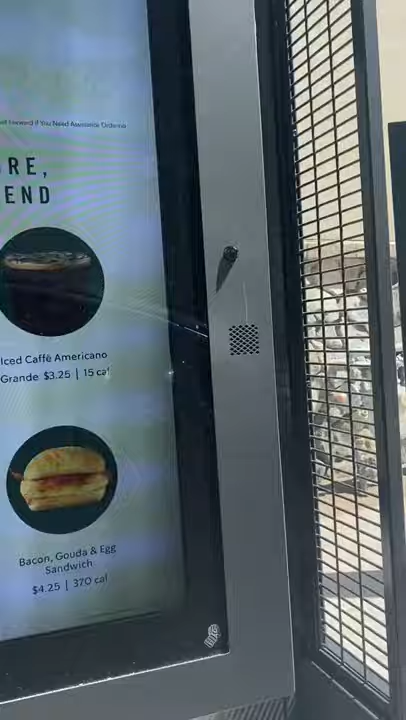 Forward if You Need Assistance Ordering
RE,
END
Iced Caffè Americano
Grande $3.25 | 15 cal
Bacon, Gouda & Egg
Sandwich
$4.25 | 370 cal